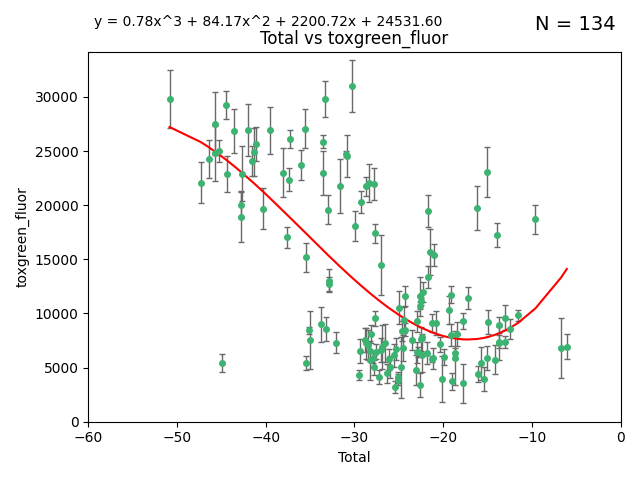 y = 0.78x^3 + 84.17x^2 + 2200.72x + 24531.60
N = 134
Total vs toxgreen_fluor
30000
25000
20000
15000
10000
5000
0
toxgreen_fluor
−60
−50
−40
−30
−20
−10
0
Total